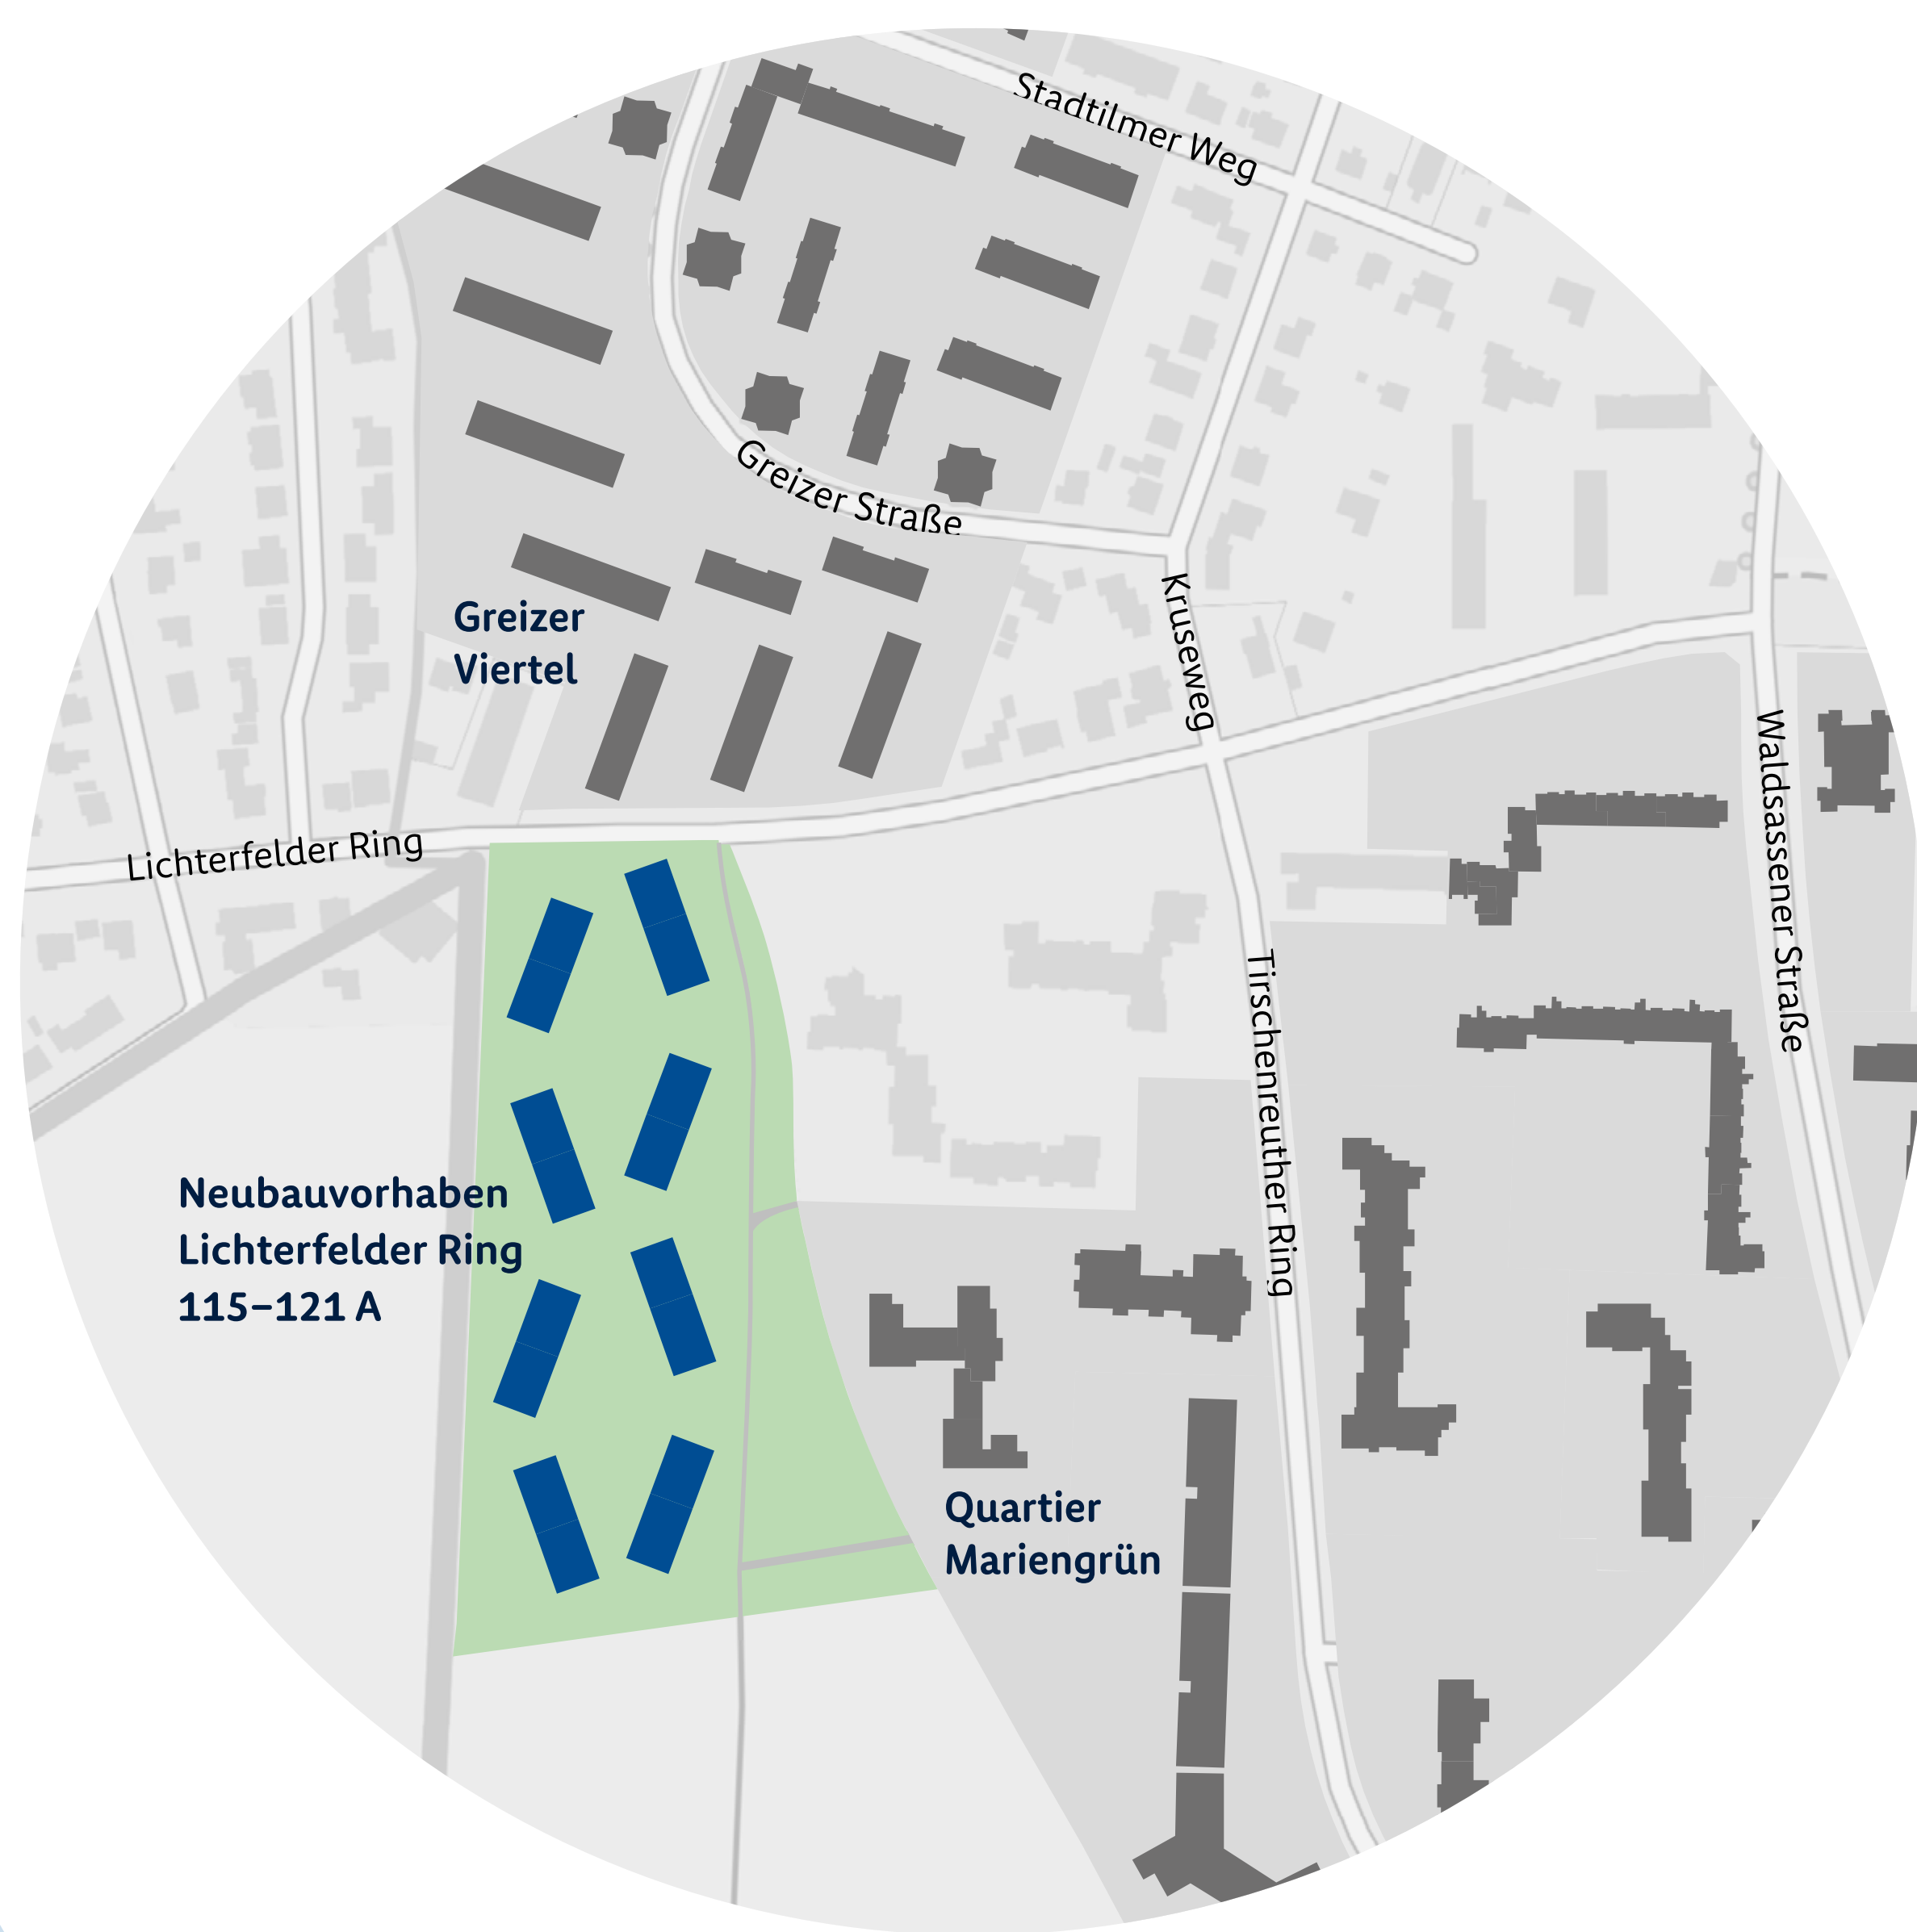 Stadtilmer Weg
Greizer Straße
Kruseweg
Greizer
Viertel
Waldsassener Straße
Lichterfelder Ring
Tirschenreuther Ring
Neubauvorhaben
Lichterfelder Ring
115–121 A
Quartier
Mariengrün